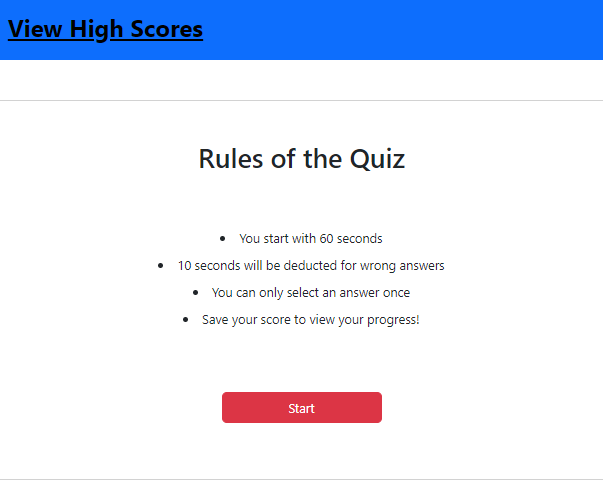 View High Scores
Rules of the Quiz
• You start with 60 seconds
• 10 seconds will be deducted for wrong answers
• You can only select an answer once
• Save your score to view your progress!
Start